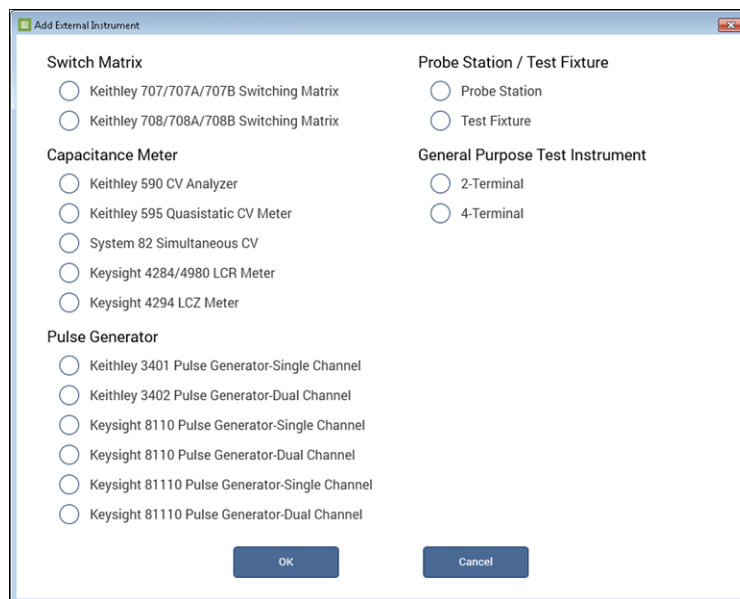 Add External Instrument
Switch Matrix
Keithley 707/707A/707B Switching Matrix
Keithley 708/708A/708B Switching Matrix
Capacitance Meter
Keithley 590 CV Analyzer
Keithley 595 Quasistatic CV Meter
System 82 Simultaneous CV
Keysight 4284/4980 LCR Meter
Keysight 4294 LCZ Meter
Pulse Generator
Keithley 3401 Pulse Generator-Single Channel
Keithley 3402 Pulse Generator-Dual Channel
Keysight 8110 Pulse Generator-Single Channel
Keysight 8110 Pulse Generator-Dual Channel
Keysight 81110 Pulse Generator-Single Channel
Keysight 81110 Pulse Generator-Dual Channel
Probe Station / Test Fixture
Probe Station
Test Fixture
General Purpose Test Instrument
2-Terminal
4-Terminal
OK
Cancel